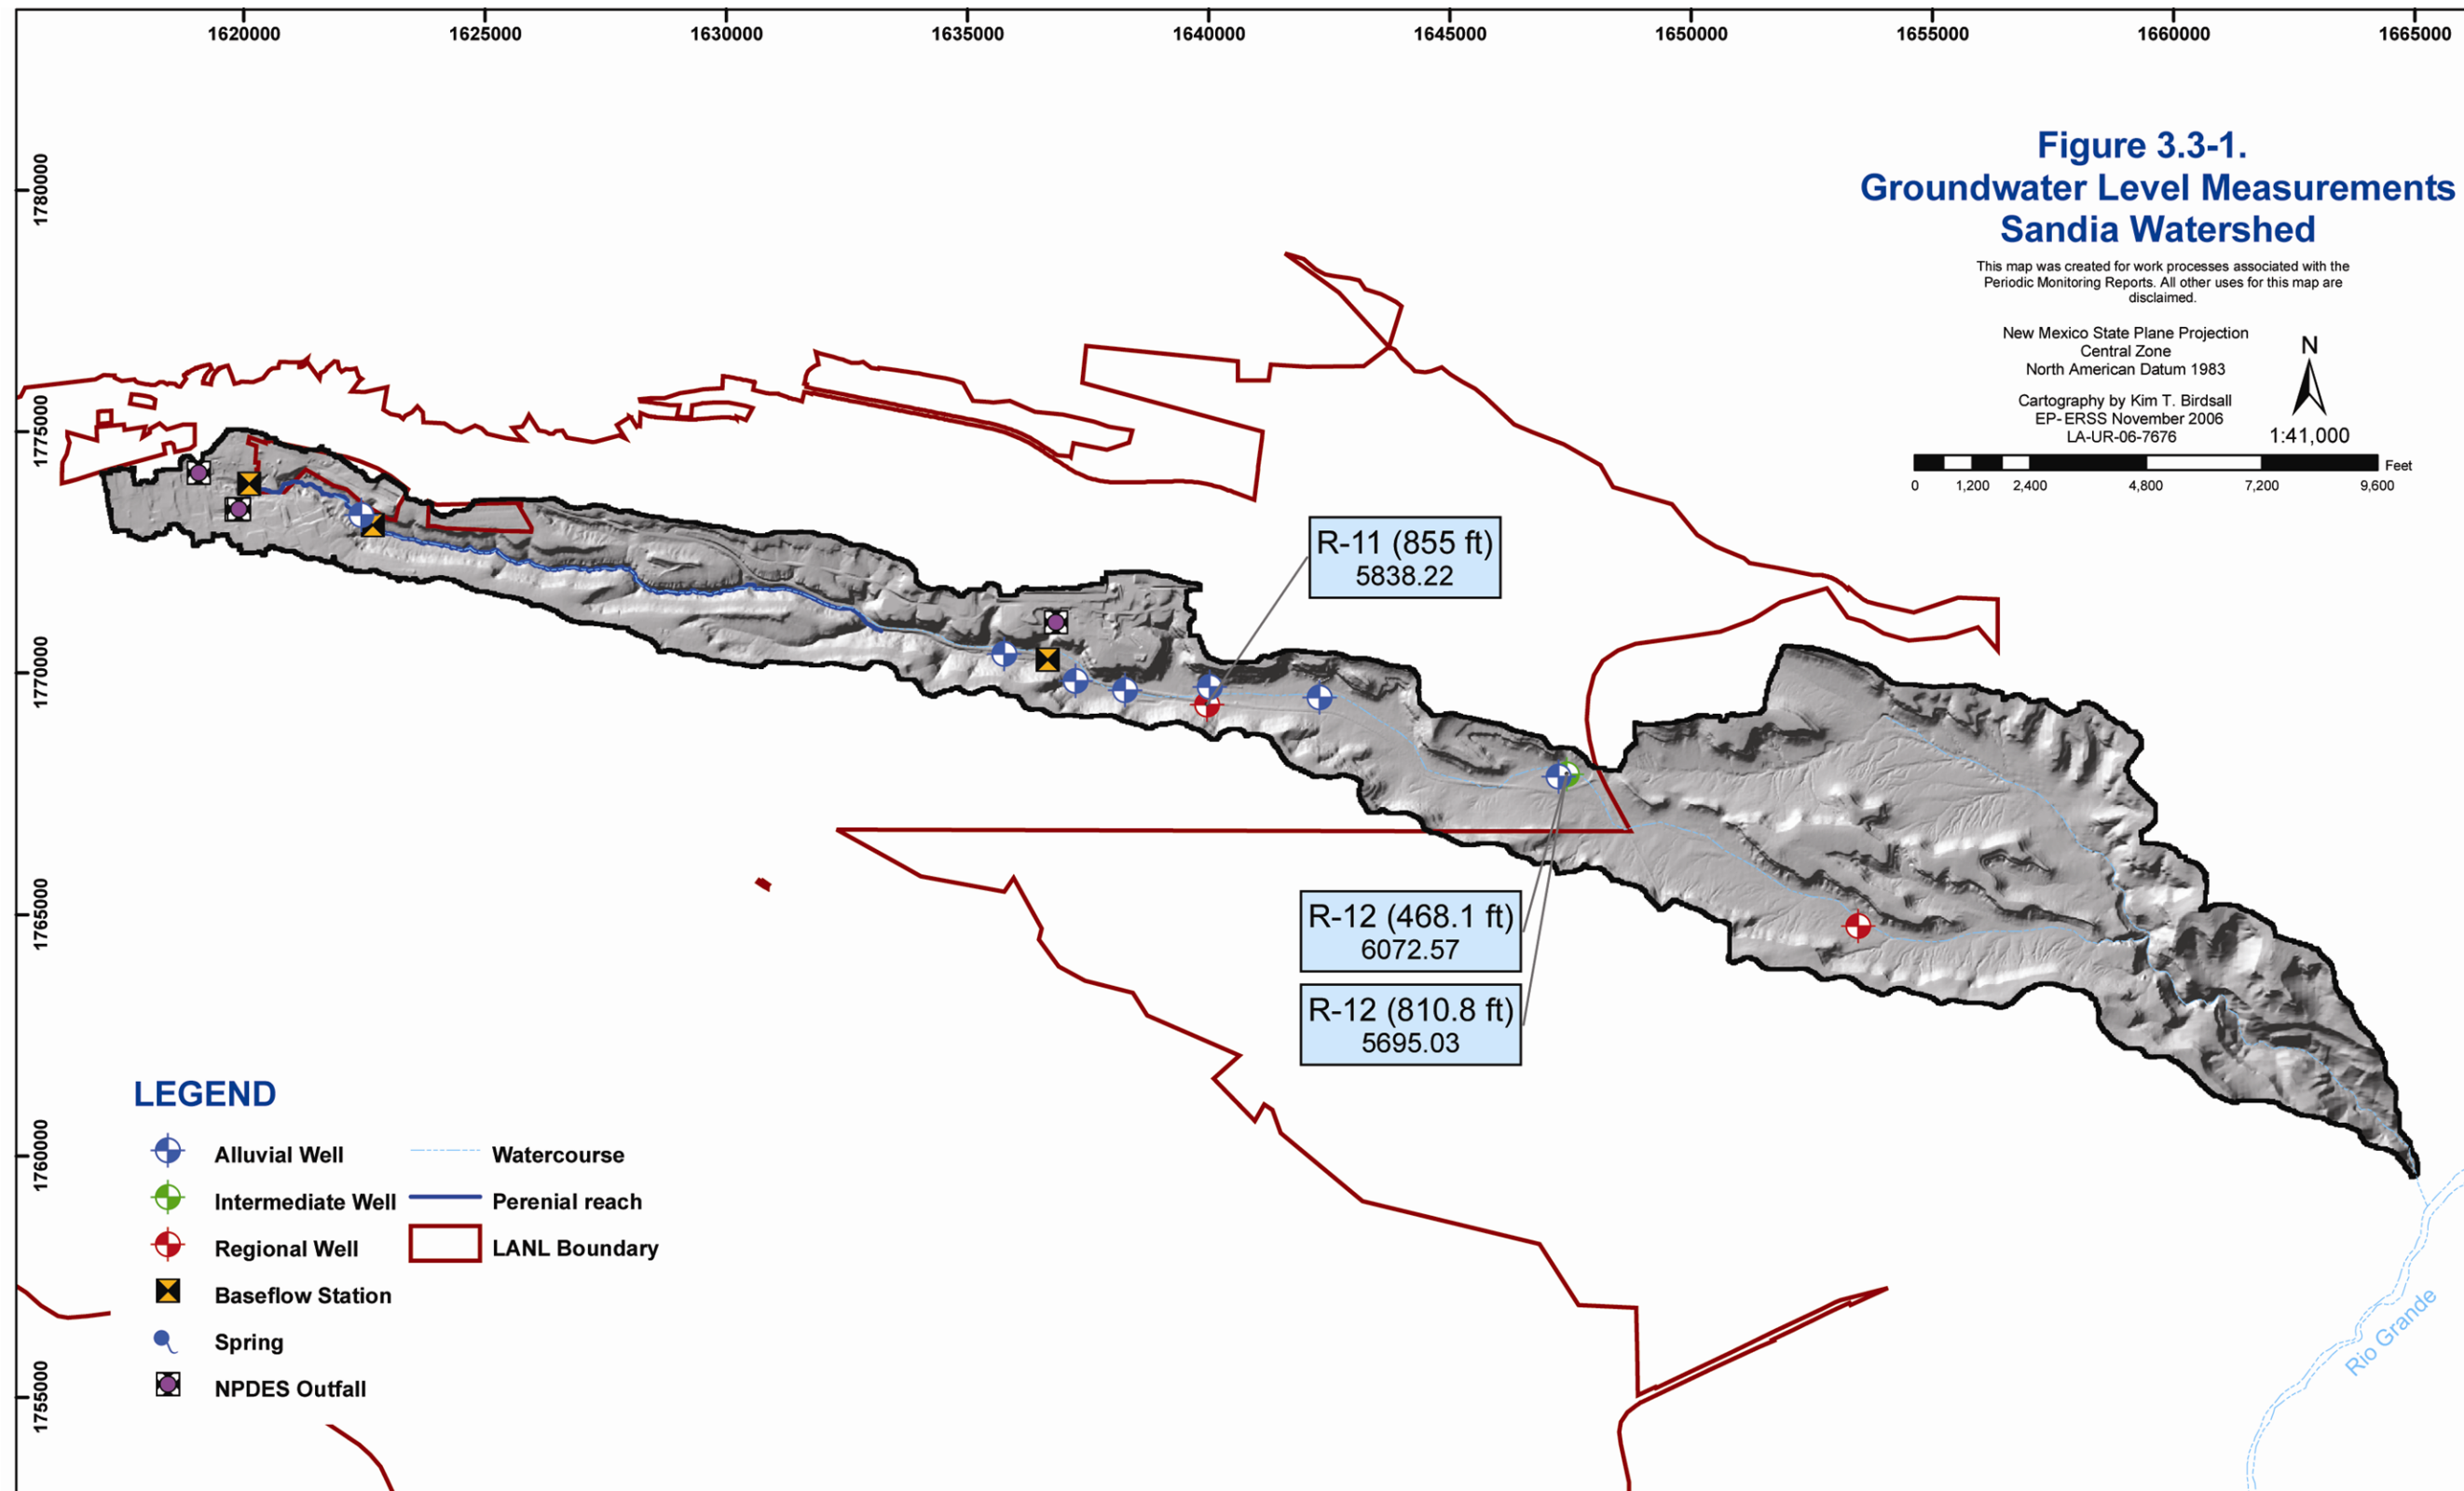 1620000 1625000 1630000 1635000 1640000 1645000 1650000 1655000 1660000 1665000
1780000
1775000
1770000
1765000
1760000
1755000
Figure 3.3-1.
Groundwater Level Measurements
Sandia Watershed
This map was created for work processes associated with the
Periodic Monitoring Reports. All other uses for this map are
disclaimed.
New Mexico State Plane Projection
Central Zone
North American Datum 1983
Cartography by Kim T. Birdsall
EP- ERSS November 2006
LA-UR-06-7676
N
1:41,000
Feet
0 1,200 2,400 4,800 7,200 9,600
R-11 (855 ft)
5838.22
R-12 (468.1 ft)
6072.57
R-12 (810.8 ft)
5695.03
LEGEND
Alluvial Well
Intermediate Well
Regional Well
Baseflow Station
Spring
NPDES Outfall
Watercourse
Perenial reach
LANL Boundary
Rio Grande